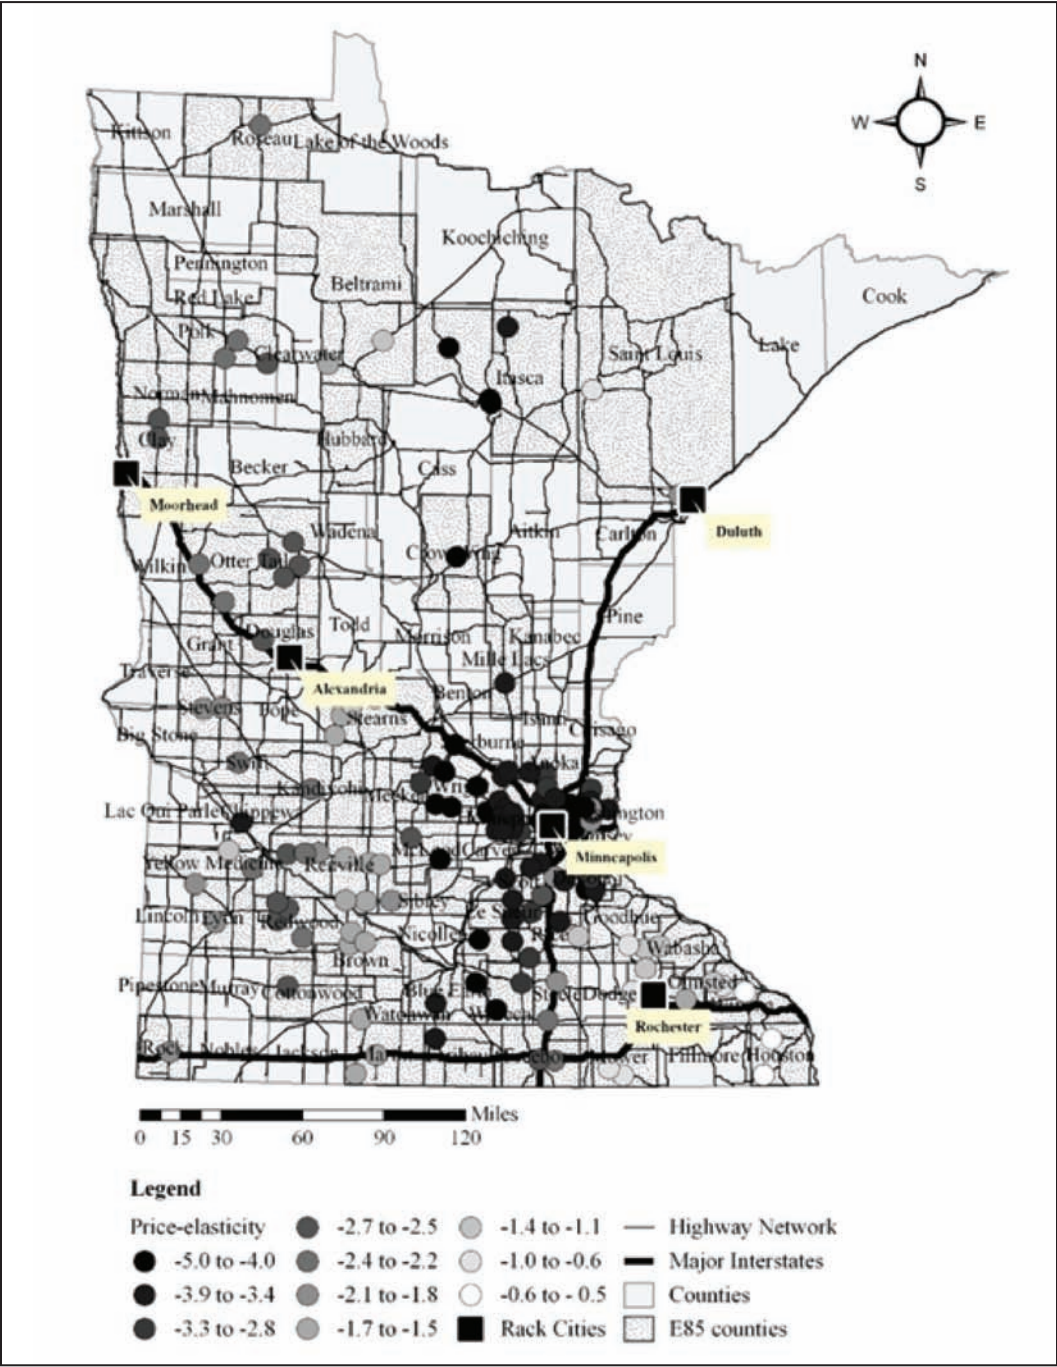 N
W E
S
Kittson
Roseau
Lake of the Woods
Marshall
Koochiching
Pennington
Beltrami
Red Lake
Cook
Polk
Lake
Clearwater
Saint Louis
Itasca
Norman
Mahnomen
Clay
Hubbard
Becker
Cass
Moorhead
Wadena
Aitkin
Carlton
Duluth
Crow Wing
Wilkin
Otter Tail
Pine
Douglas
Todd
Morrison
Kanabec
Grant
Mille Lacs
Traverse
Alexandria
Benton
Stevens
Pope
Stearns
Isanti
Chisago
Big Stone
Sherburne
Swift
Anoka
Kandiyohi
Meeker
Wright
Lac Qui Parle
Chippewa
Minneapolis
McLeod
Carver
Yellow Medicine
Renville
Sibley
Lincoln
Lyon
Redwood
Le Sueur
Goodhue
Nicollet
Rice
Wabasha
Brown
Pipestone
Murray
Cottonwood
Blue Earth
Steele
Dodge
Olmsted
Watonwan
Waseca
Rochester
Rock
Nobles
Jackson
Martin
Mower
Fillmore
Houston
Miles
0 15 30 60 90 120
Legend
Price-elasticity
-5.0 to -4.0
-3.9 to -3.4
-3.3 to -2.8
-2.7 to -2.5
-2.4 to -2.2
-2.1 to -1.8
-1.7 to -1.5
-1.4 to -1.1
-1.0 to -0.6
-0.6 to - 0.5
Rack Cities
Highway Network
Major Interstates
Counties
E85 counties